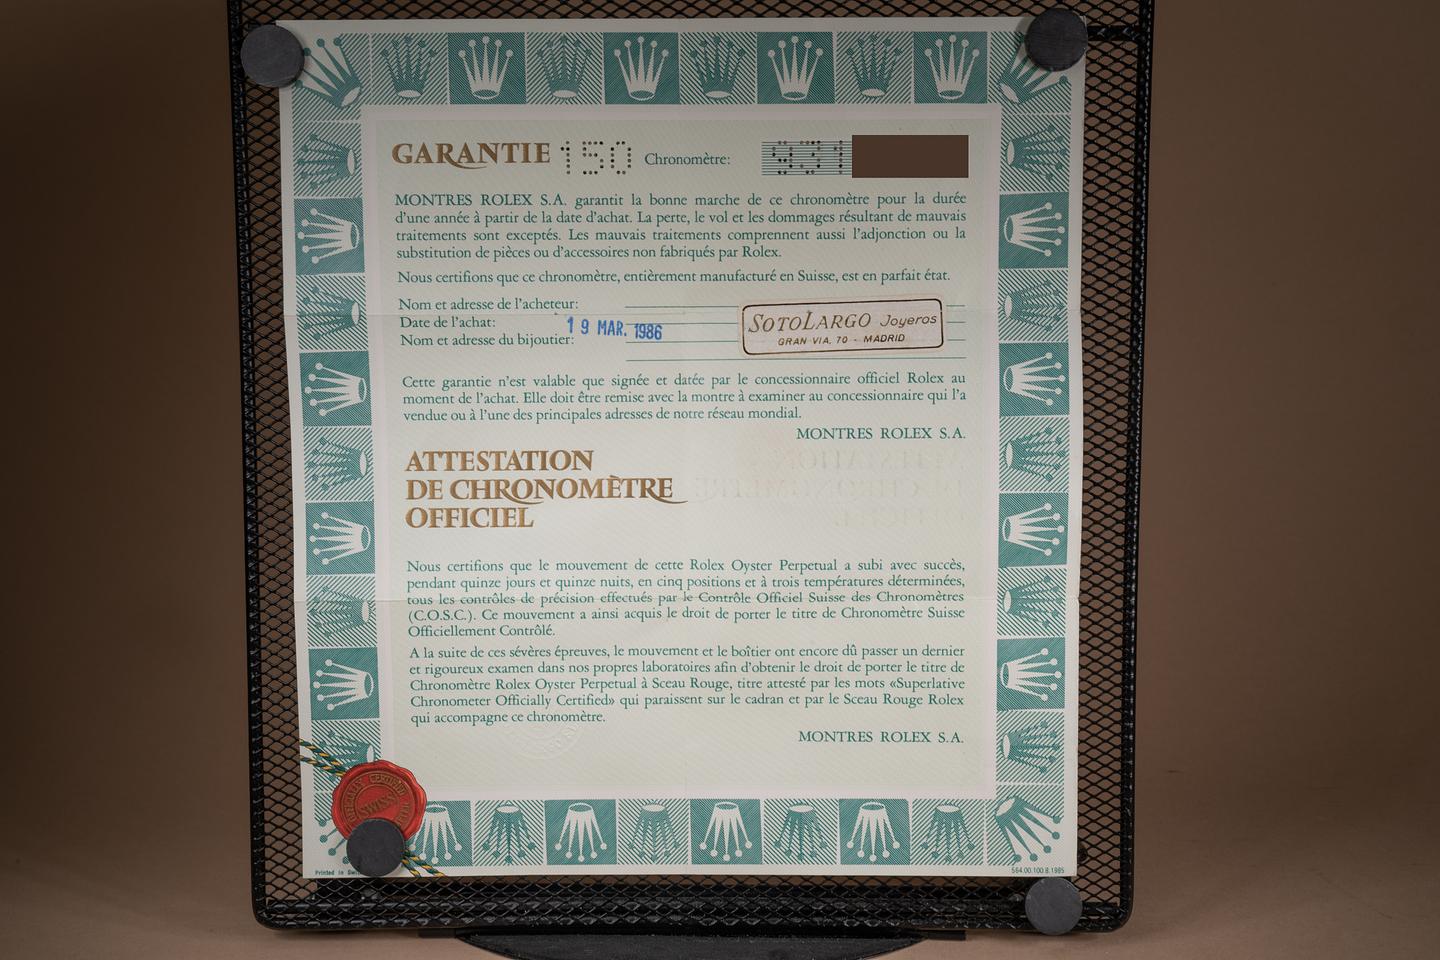 GARANTIE 150 Chronomètre: 931
MONTRES ROLEX S.A. garantit la bonne marche de ce chronomètre pour la durée
d'une année à partir de la date d'achat. La perte, le vol et les dommages résultant de mauvais
traitements sont exceptés. Les mauvais traitements comprennent aussi l'adjonction ou la
substitution de pièces ou d'accessoires non fabriqués par Rolex.
Nous certifions que ce chronomètre, entièrement manufacturé en Suisse, est en parfait état.
Nom et adresse de l'acheteur:
Date de l'achat: 19 MAR. 1986
Nom et adresse du bijoutier:
SOTOLARGO Joyeros
GRAN VIA, 70 - MADRID
Cette garantie n'est valable que signée et datée par le concessionnaire officiel Rolex au
moment de l'achat. Elle doit être remise avec la montre à examiner au concessionnaire qui l'a
vendue ou à l'une des principales adresses de notre réseau mondial.
MONTRES ROLEX S.A.
ATTESTATION
DE CHRONOMÈTRE
OFFICIEL
Nous certifions que le mouvement de cette Rolex Oyster Perpetual a subi avec succès,
pendant quinze jours et quinze nuits, en cinq positions et à trois températures déterminées,
tous les contrôles de précision effectués par le Contrôle Officiel Suisse des Chronomètres
(C.O.S.C.). Ce mouvement a ainsi acquis le droit de porter le titre de Chronomètre Suisse
Officiellement Contrôlé.
A la suite de ces sévères épreuves, le mouvement et le boîtier ont encore dû passer un dernier
et rigoureux examen dans nos propres laboratoires afin d'obtenir le droit de porter le titre de
Chronomètre Rolex Oyster Perpetual à Sceau Rouge, titre attesté par les mots «Superlative
Chronometer Officially Certified» qui paraissent sur le cadran et par le Sceau Rouge Rolex
qui accompagne ce chronomètre.
MONTRES ROLEX S.A.
CERTIFIED
SWISS
Printed in
564.00.100.8.1985